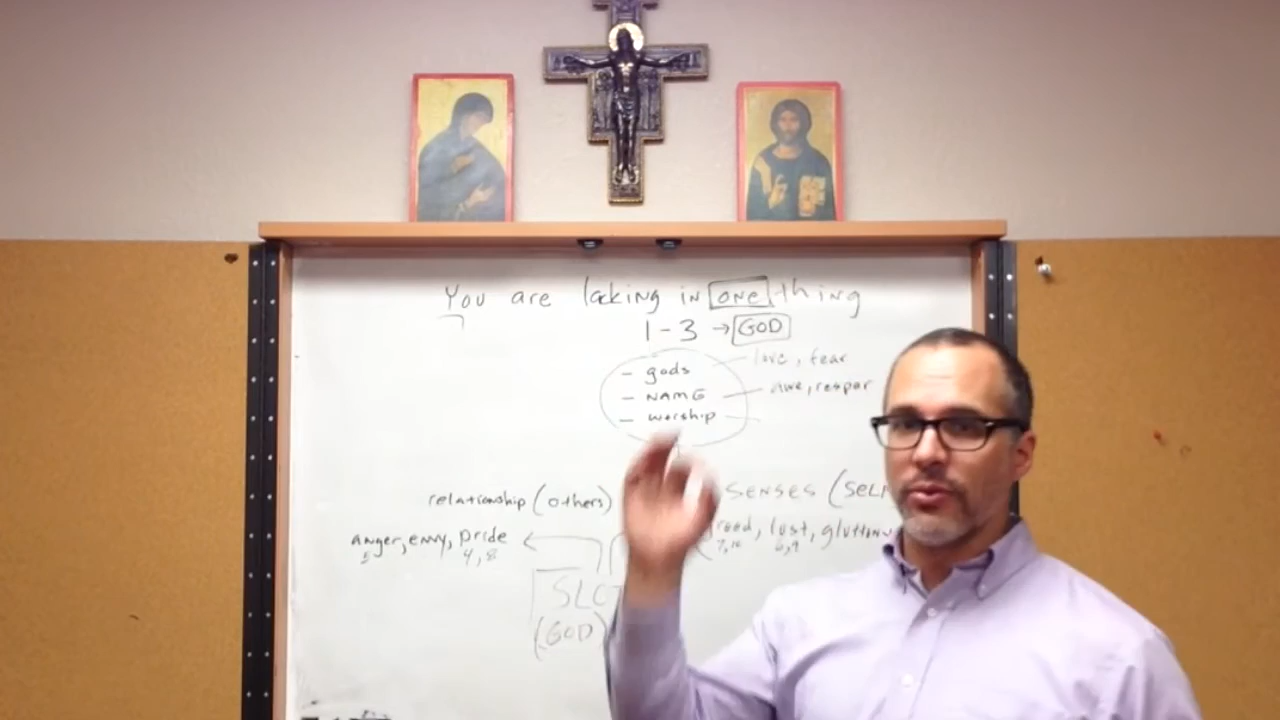 You are lacking in one thing
1-3 → GOD
- gods love, fear
- NAME awe, respect
- worship
relationship (others) SENSES (SELF
anger, envy, pride lust, gluttony
5 4,8 7,10 6,9
(GOD)